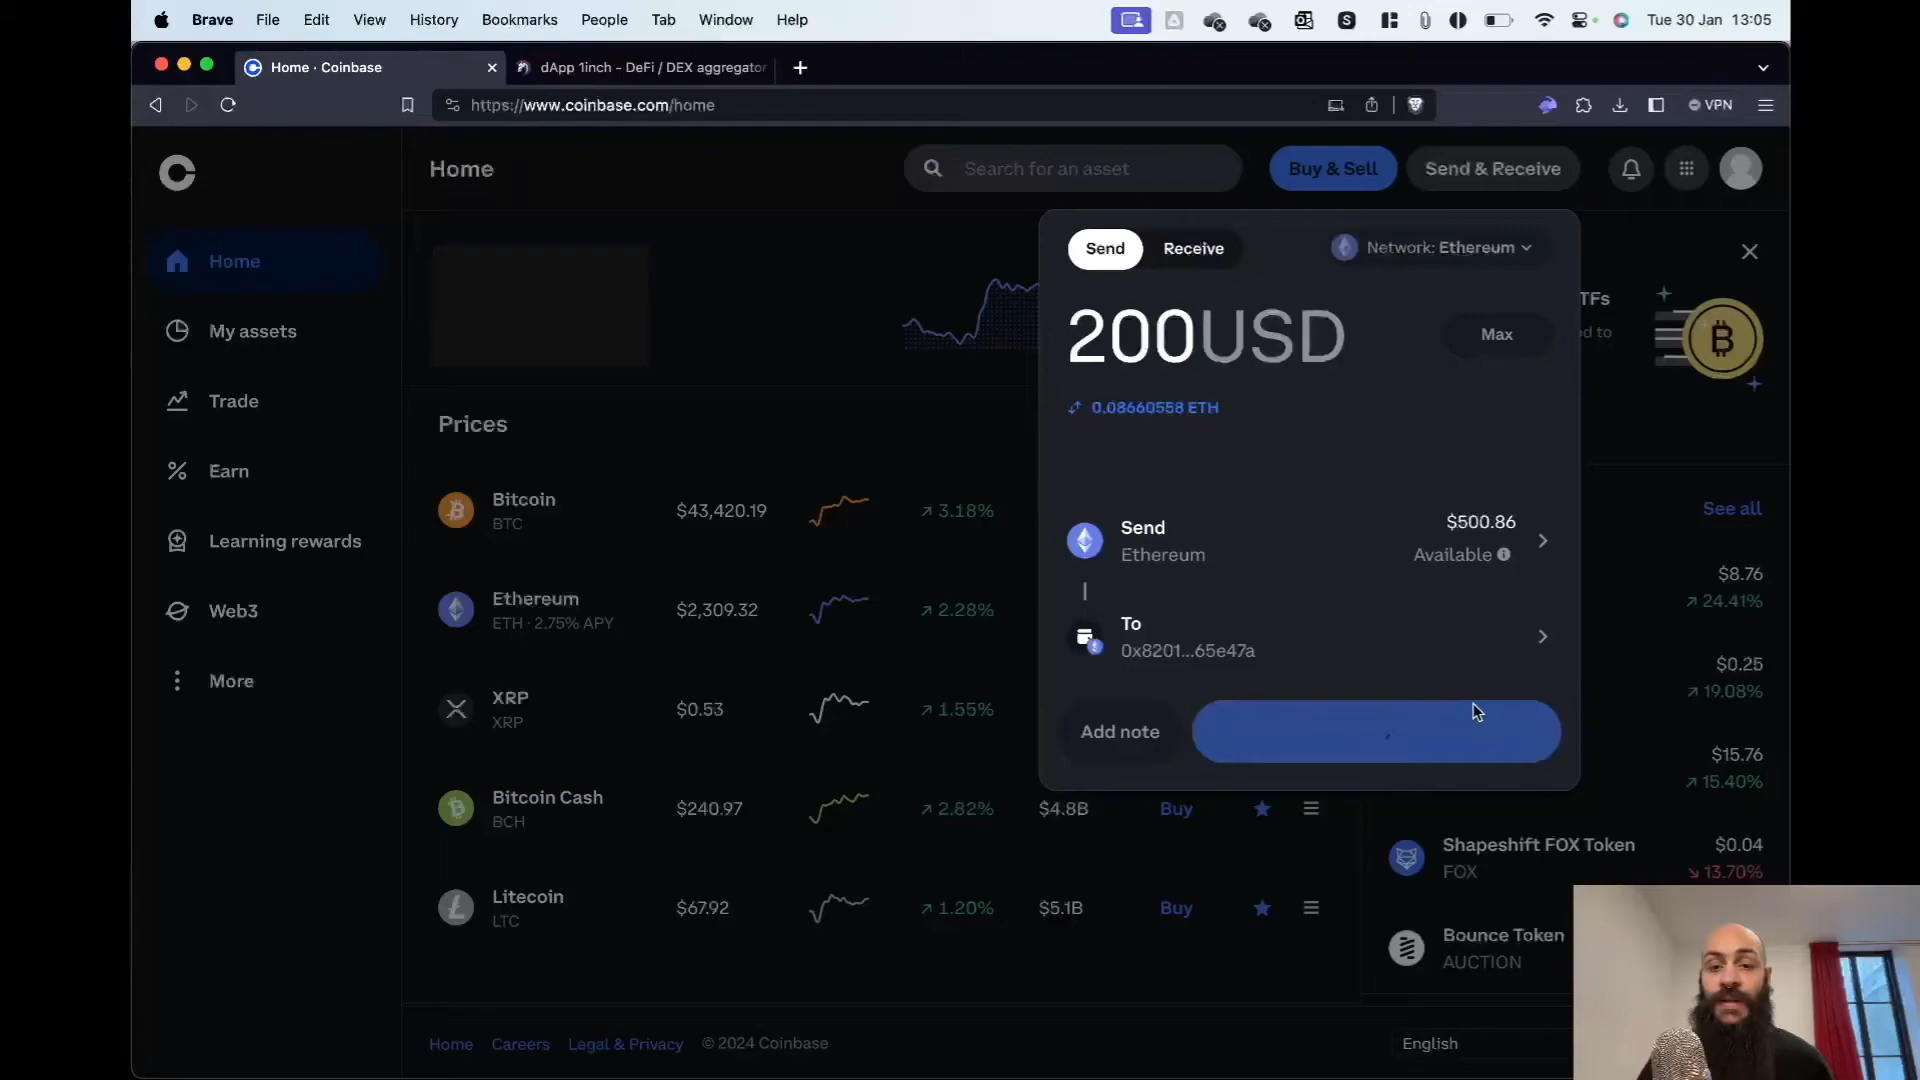 Brave File Edit View History Bookmarks People Tab Window Help Tue 30 Jan 13:05
Home · Coinbase dApp 1inch - DeFi / DEX aggregator
https://www.coinbase.com/home VPN
Home Search for an asset Buy & Sell Send & Receive
Home
My assets
Trade
Earn
Learning rewards
Web3
More
Send Receive Network: Ethereum
200USD Max
0.08660558 ETH
Send
Ethereum
$500.86
Available
To
0x8201...65e47a
Add note
TFs
d to
Prices
Bitcoin
BTC
$43,420.19 3.18%
Ethereum
ETH · 2.75% APY
$2,309.32 2.28%
XRP
XRP
$0.53 1.55%
Bitcoin Cash
BCH
$240.97 2.82% $4.8B Buy
Litecoin
LTC
$67.92 1.20% $5.1B Buy
See all
$8.76
24.41%
$0.25
19.08%
$15.76
15.40%
Shapeshift FOX Token
FOX
$0.04
13.70%
Bounce Token
AUCTION
Home Careers Legal & Privacy © 2024 Coinbase English